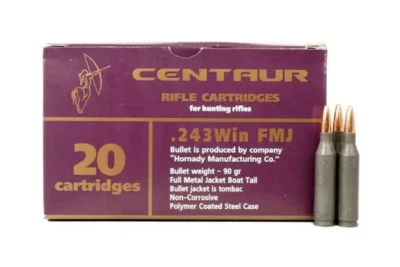 CENTAUR
RIFLE CARTRIDGES
for hunting rifles
.243Win FMJ
20
cartridges
Bullet is produced by company
"Hornady Manufacturing Co."
Bullet weight - 90 gr
Full Metal Jacket Boat Tail
Bullet jacket is tombac
Non-Corrosive
Polymer Coated Steel Case